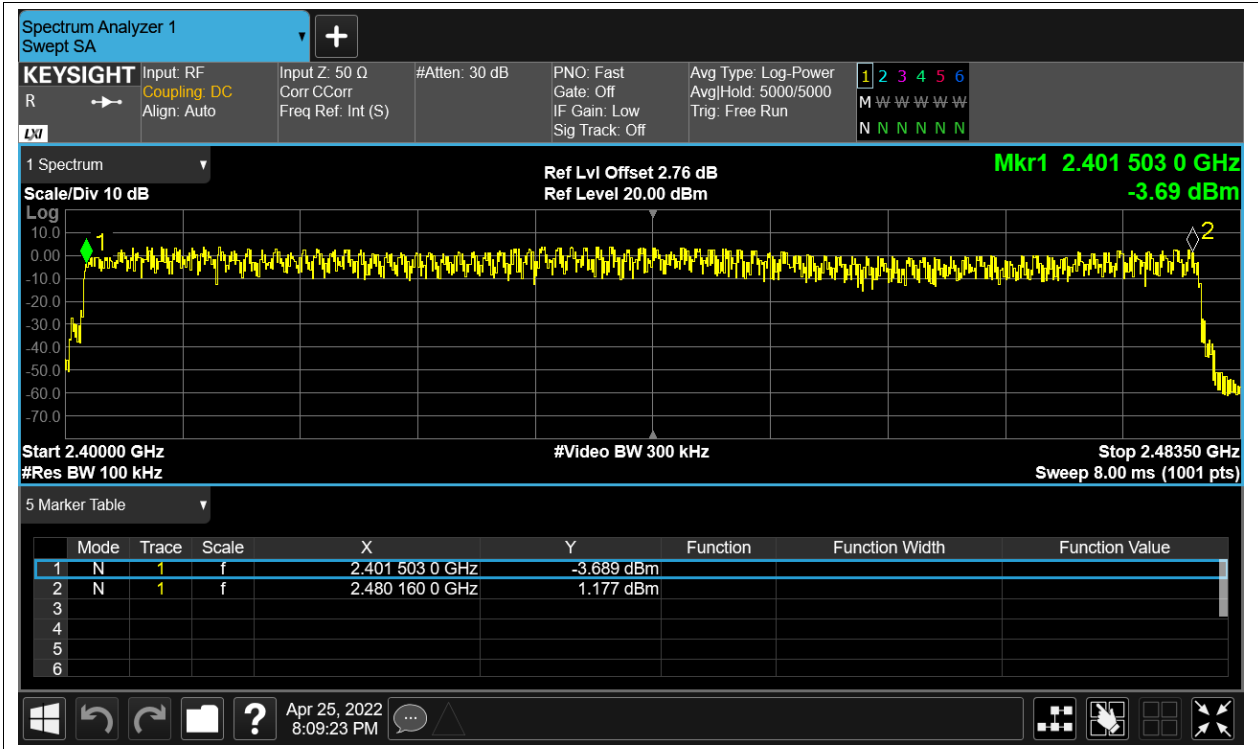 Spectrum Analyzer 1
Swept SA
KEYSIGHT Input: RF Input Z: 50 Ω #Atten: 30 dB PNO: Fast Avg Type: Log-Power 1 2 3 4 5 6
R Coupling: DC Corr CCorr Gate: Off Avg|Hold: 5000/5000 M W W W W W
Align: Auto Freq Ref: Int (S) IF Gain: Low Trig: Free Run
LXI Sig Track: Off N N N N N N
1 Spectrum Ref Lvl Offset 2.76 dB Mkr1 2.401 503 0 GHz
Scale/Div 10 dB Ref Level 20.00 dBm -3.69 dBm
Log
10.0
1
2
0.00
-10.0
-20.0
-30.0
-40.0
-50.0
-60.0
-70.0
Start 2.40000 GHz #Video BW 300 kHz Stop 2.48350 GHz
#Res BW 100 kHz Sweep 8.00 ms (1001 pts)
5 Marker Table
Mode Trace Scale X Y Function Function Width Function Value
1 N 1 f 2.401 503 0 GHz -3.689 dBm
2 N 1 f 2.480 160 0 GHz 1.177 dBm
3
4
5
6
? Apr 25, 2022
8:09:23 PM